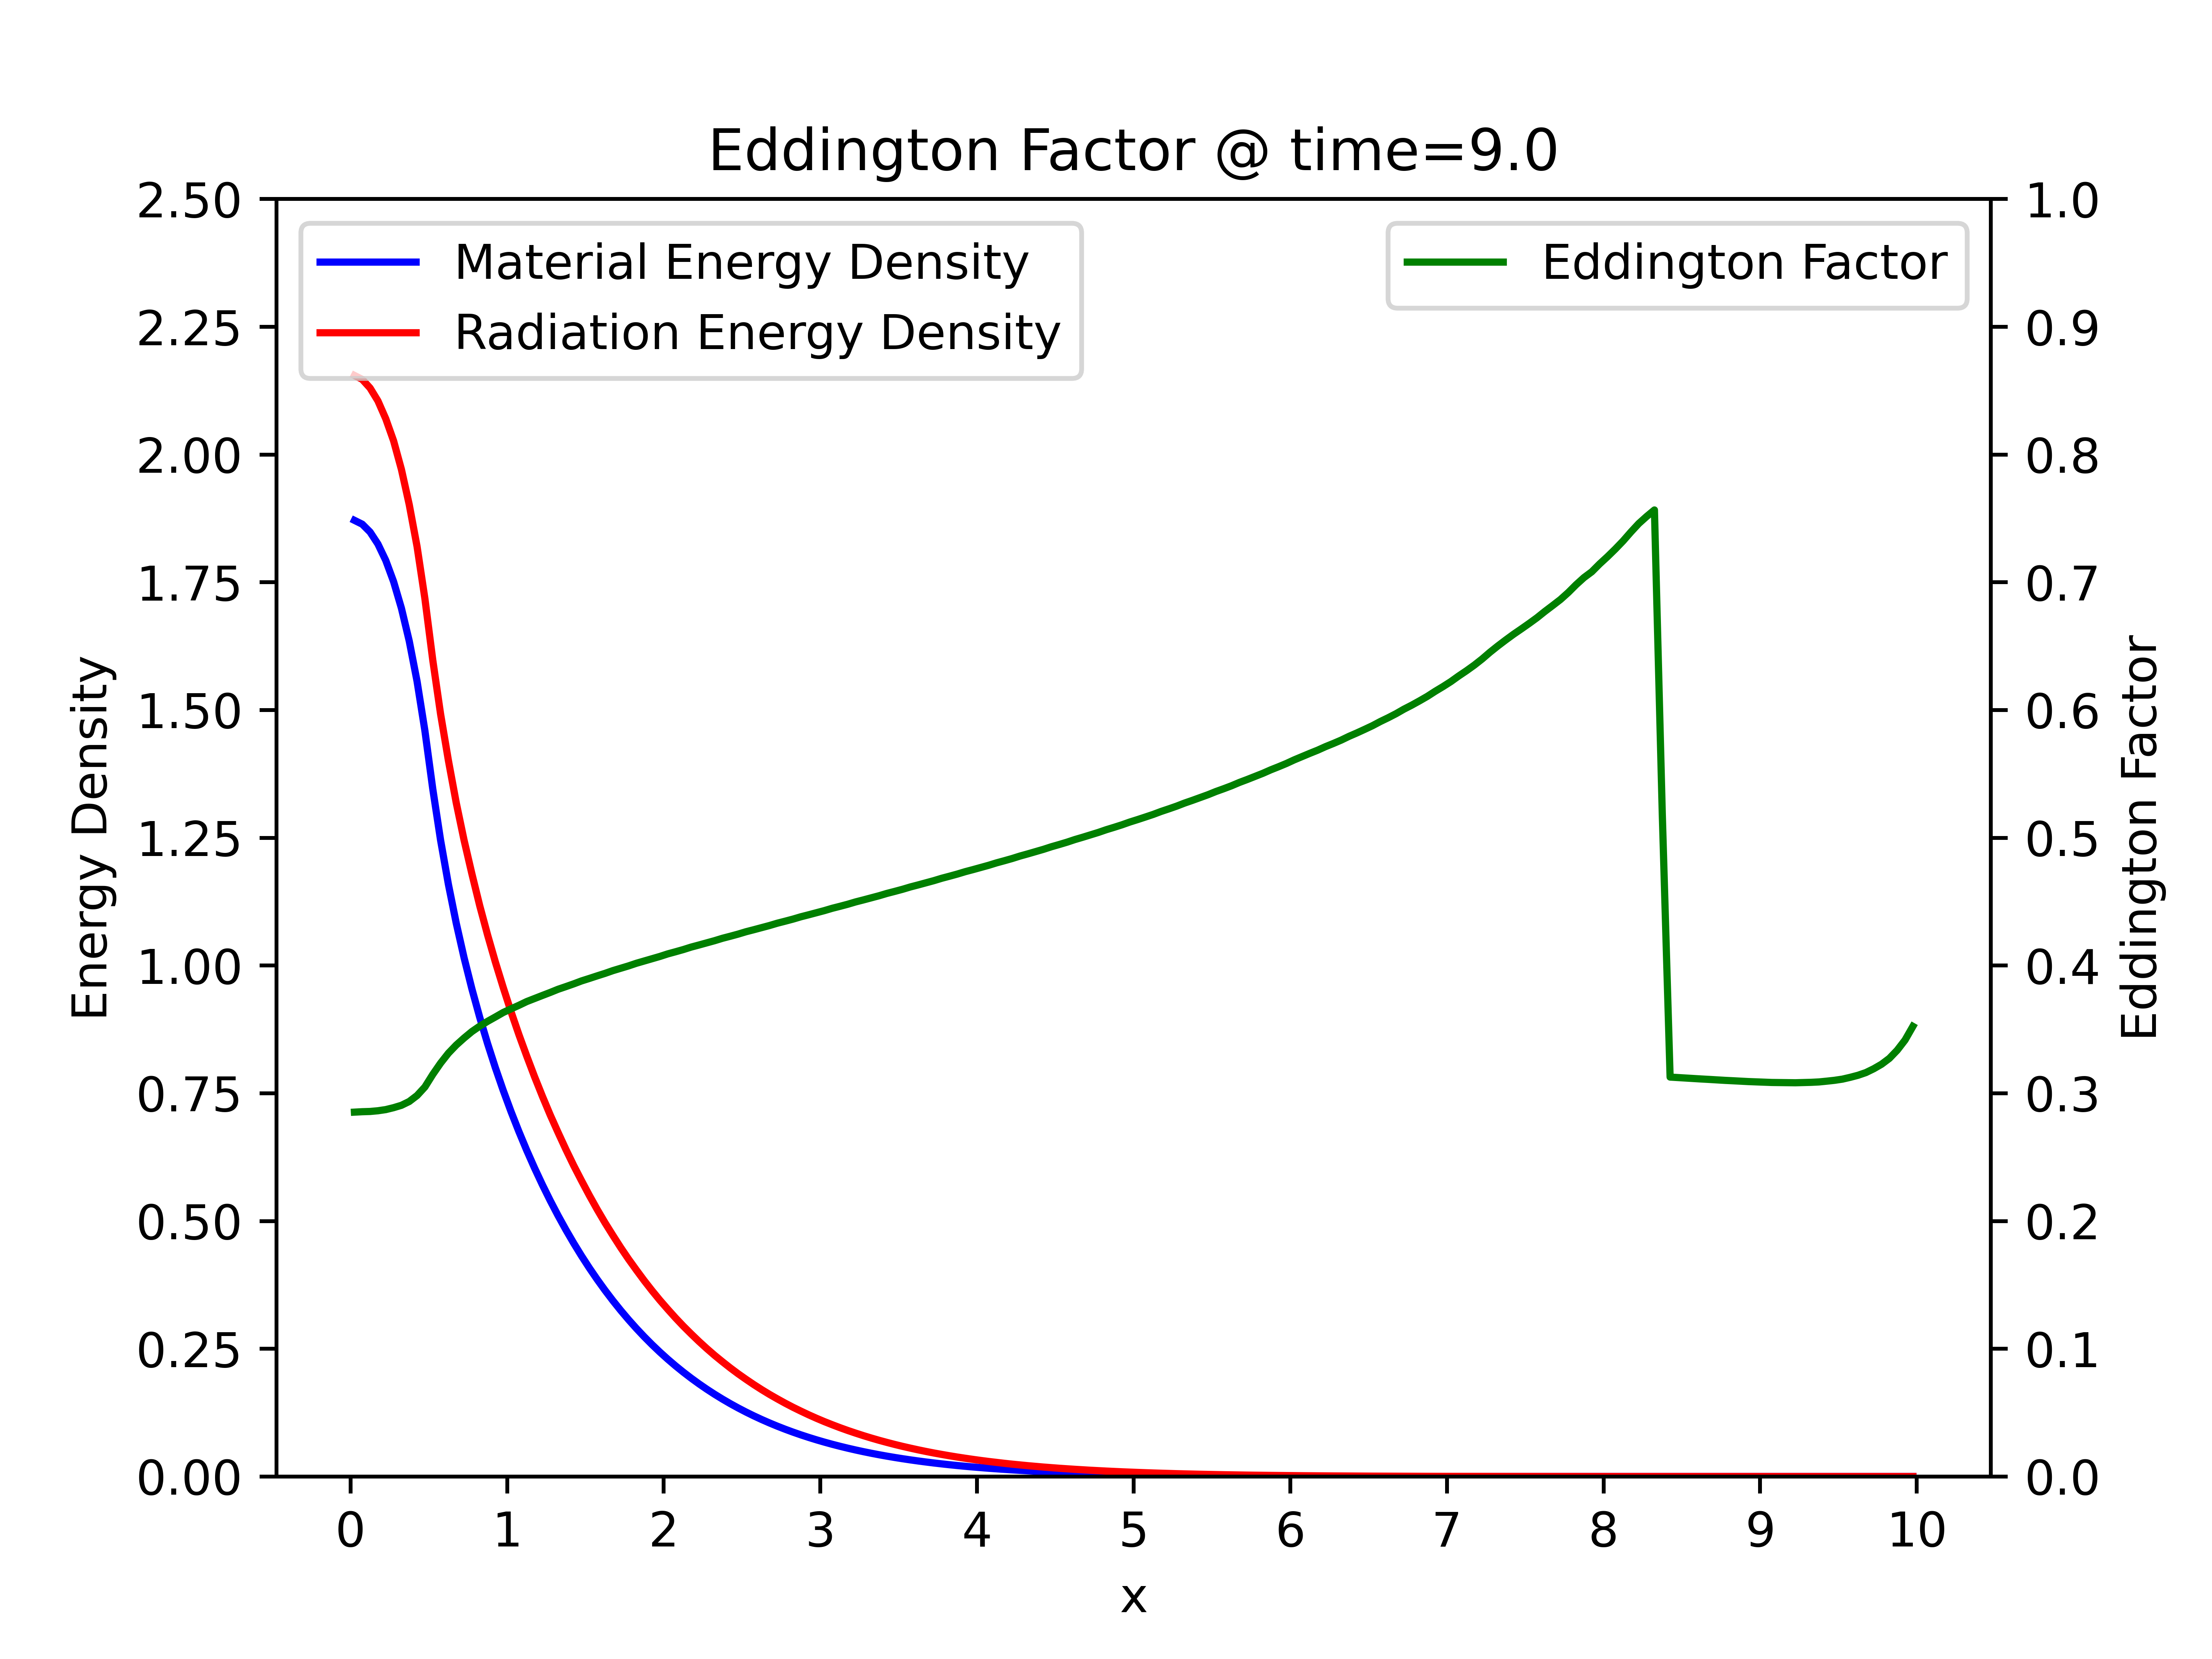 Eddington Factor @ time=9.0
Material Energy Density
Radiation Energy Density
Eddington Factor
Energy Density
2.50
2.25
2.00
1.75
1.50
1.25
1.00
0.75
0.50
0.25
0.00
1.0
0.9
0.8
0.7
0.6
0.5
0.4
0.3
0.2
0.1
0.0
Eddington Factor
0 1 2 3 4 5 6 7 8 9 10
x